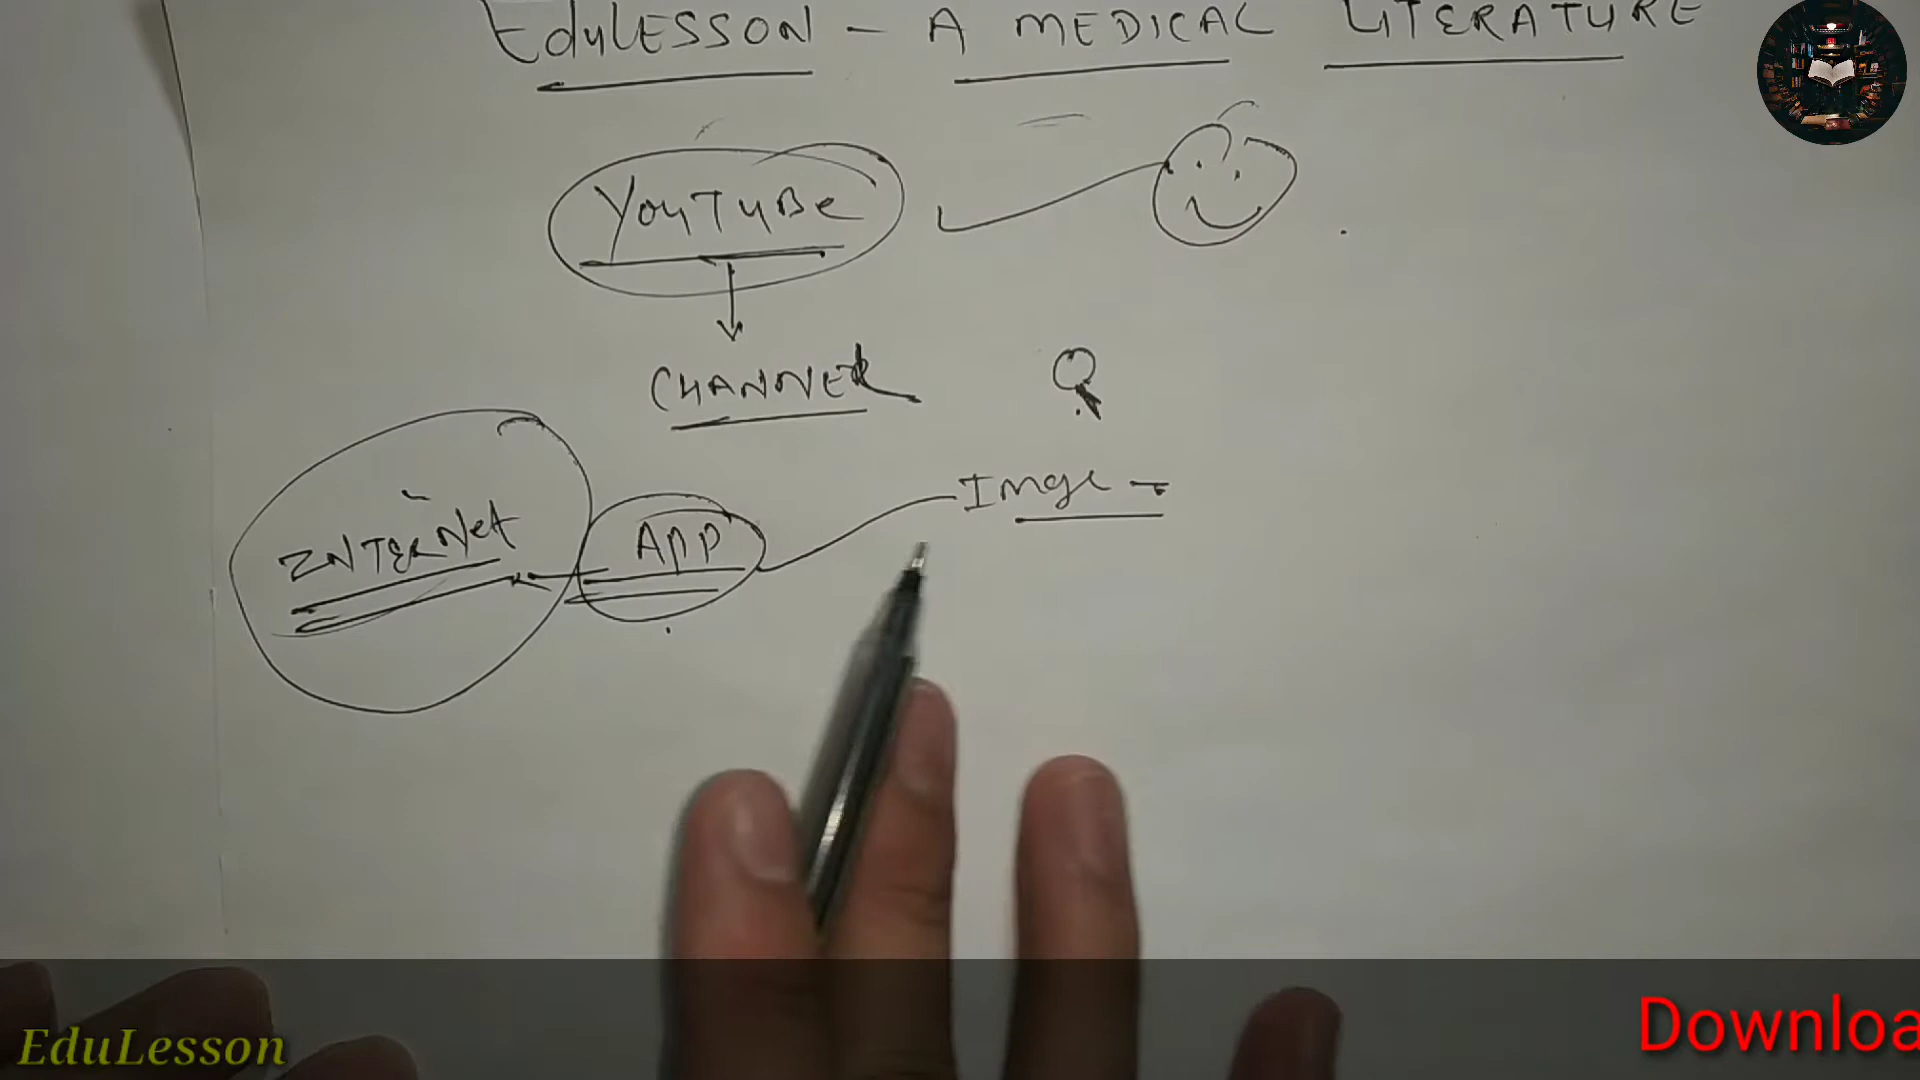 EduLESSON - A MEDICAL LITERATURE
YouTuBe
CHANNEL
Image -
INTERNet
App
EduLesson
Downloa